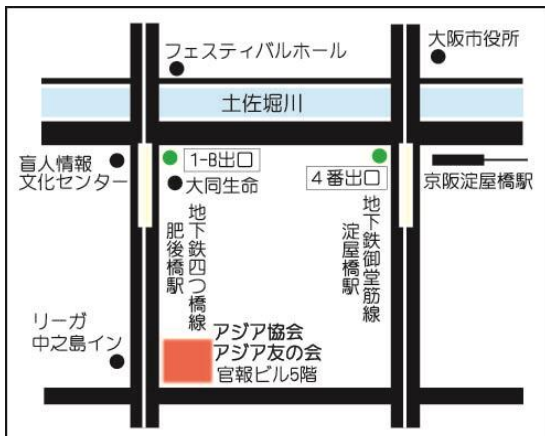 フェスティバルホール
大阪市役所
土佐堀川
盲人情報
文化センター
1-B出口
大同生命
4番出口
京阪淀屋橋駅
地下鉄四つ橋線
肥後橋駅
地下鉄御堂筋線
淀屋橋駅
リーガ
中之島イン
アジア協会
アジア友の会
官報ビル5階